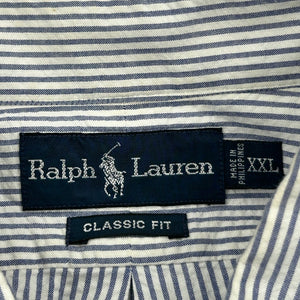 Ralph Lauren
MADE IN
PHILIPPINES
XXL
CLASSIC FIT